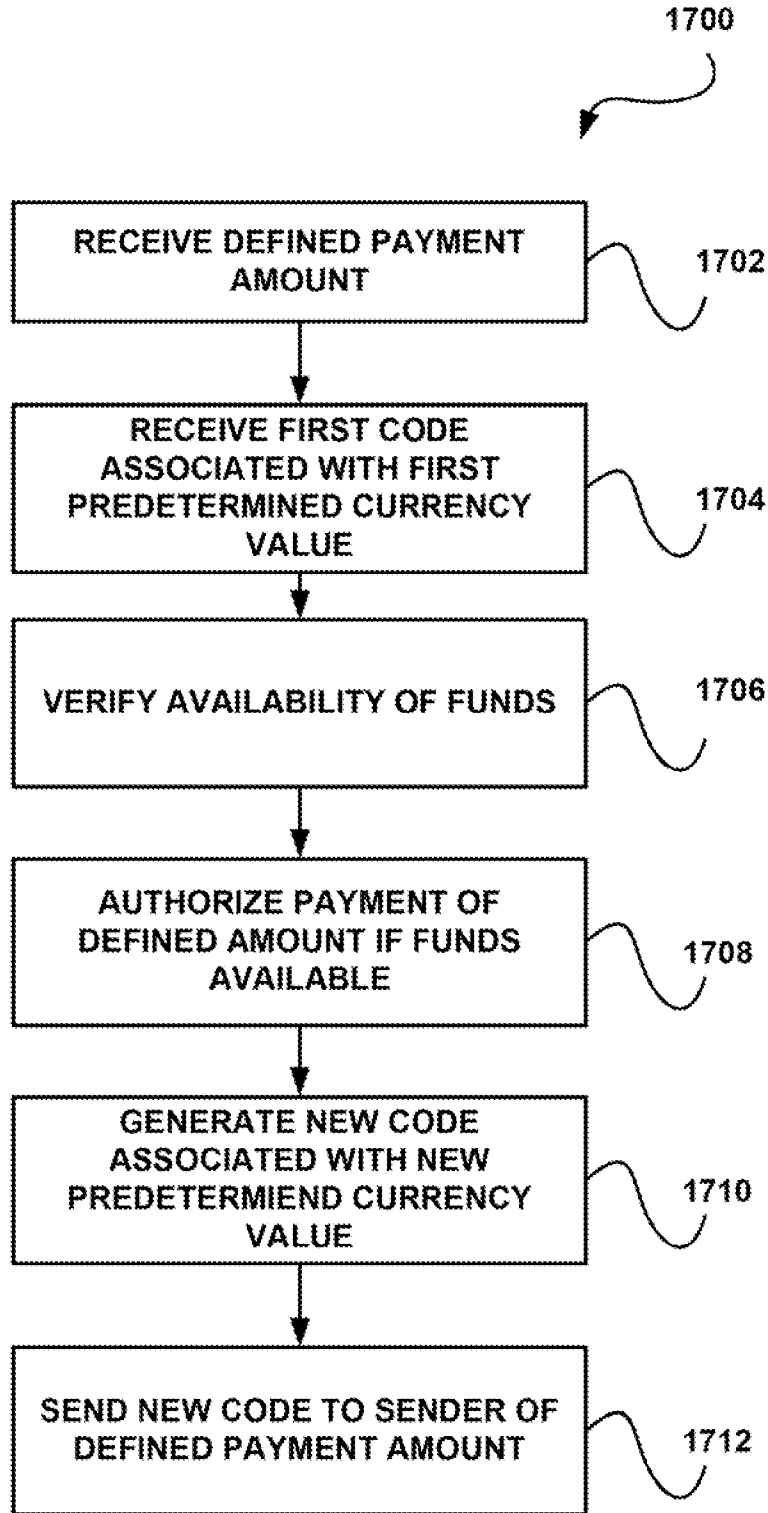 1700
RECEIVE DEFINED PAYMENT
AMOUNT
1702
RECEIVE FIRST CODE
ASSOCIATED WITH FIRST
PREDETERMINED CURRENCY
VALUE
1704
VERIFY AVAILABILITY OF FUNDS
1706
AUTHORIZE PAYMENT OF
DEFINED AMOUNT IF FUNDS
AVAILABLE
1708
GENERATE NEW CODE
ASSOCIATED WITH NEW
PREDETERMIEND CURRENCY
VALUE
1710
SEND NEW CODE TO SENDER OF
DEFINED PAYMENT AMOUNT
1712